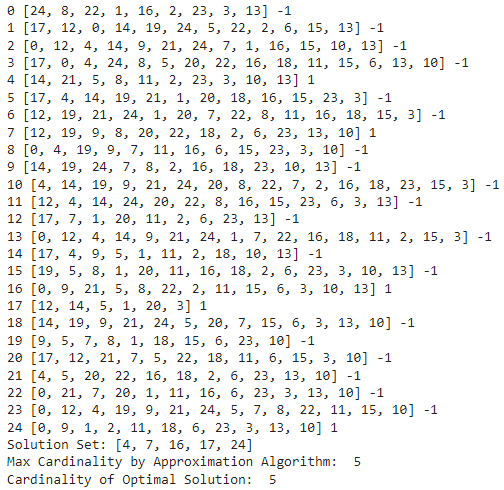 0 [24, 8, 22, 1, 16, 2, 23, 3, 13] -1
1 [17, 12, 0, 14, 19, 24, 5, 22, 2, 6, 15, 13] -1
2 [0, 12, 4, 14, 9, 21, 24, 7, 1, 16, 15, 10, 13] -1
3 [17, 0, 4, 24, 8, 5, 20, 22, 16, 18, 11, 15, 6, 13, 10] -1
4 [14, 21, 5, 8, 11, 2, 23, 3, 10, 13] 1
5 [17, 4, 14, 19, 21, 1, 20, 18, 16, 15, 23, 3] -1
6 [12, 19, 21, 24, 1, 20, 7, 22, 8, 11, 16, 18, 15, 3] -1
7 [12, 19, 9, 8, 20, 22, 18, 2, 6, 23, 13, 10] 1
8 [0, 4, 19, 9, 7, 11, 16, 6, 15, 23, 3, 10] -1
9 [14, 19, 24, 7, 8, 2, 16, 18, 23, 10, 13] -1
10 [4, 14, 19, 9, 21, 24, 20, 8, 22, 7, 2, 16, 18, 23, 15, 3] -1
11 [12, 4, 14, 24, 20, 22, 8, 16, 15, 23, 6, 3, 13] -1
12 [17, 7, 1, 20, 11, 2, 6, 23, 13] -1
13 [0, 12, 4, 14, 9, 21, 24, 1, 7, 22, 16, 18, 11, 2, 15, 3] -1
14 [17, 4, 9, 5, 1, 11, 2, 18, 10, 13] -1
15 [19, 5, 8, 1, 20, 11, 16, 18, 2, 6, 23, 3, 10, 13] -1
16 [0, 9, 21, 5, 8, 22, 2, 11, 15, 6, 3, 10, 13] 1
17 [12, 14, 5, 1, 20, 3] 1
18 [14, 19, 9, 21, 24, 5, 20, 7, 15, 6, 3, 13, 10] -1
19 [9, 5, 7, 8, 1, 18, 15, 6, 23, 10] -1
20 [17, 12, 21, 7, 5, 22, 18, 11, 6, 15, 3, 10] -1
21 [4, 5, 20, 22, 16, 18, 2, 6, 23, 13, 10] -1
22 [0, 21, 7, 20, 1, 11, 16, 6, 23, 3, 13, 10] -1
23 [0, 12, 4, 19, 9, 21, 24, 5, 7, 8, 22, 11, 15, 10] -1
24 [0, 9, 1, 2, 11, 18, 6, 23, 3, 13, 10] 1
Solution Set: [4, 7, 16, 17, 24]
Max Cardinality by Approximation Algorithm:  5
Cardinality of Optimal Solution:  5